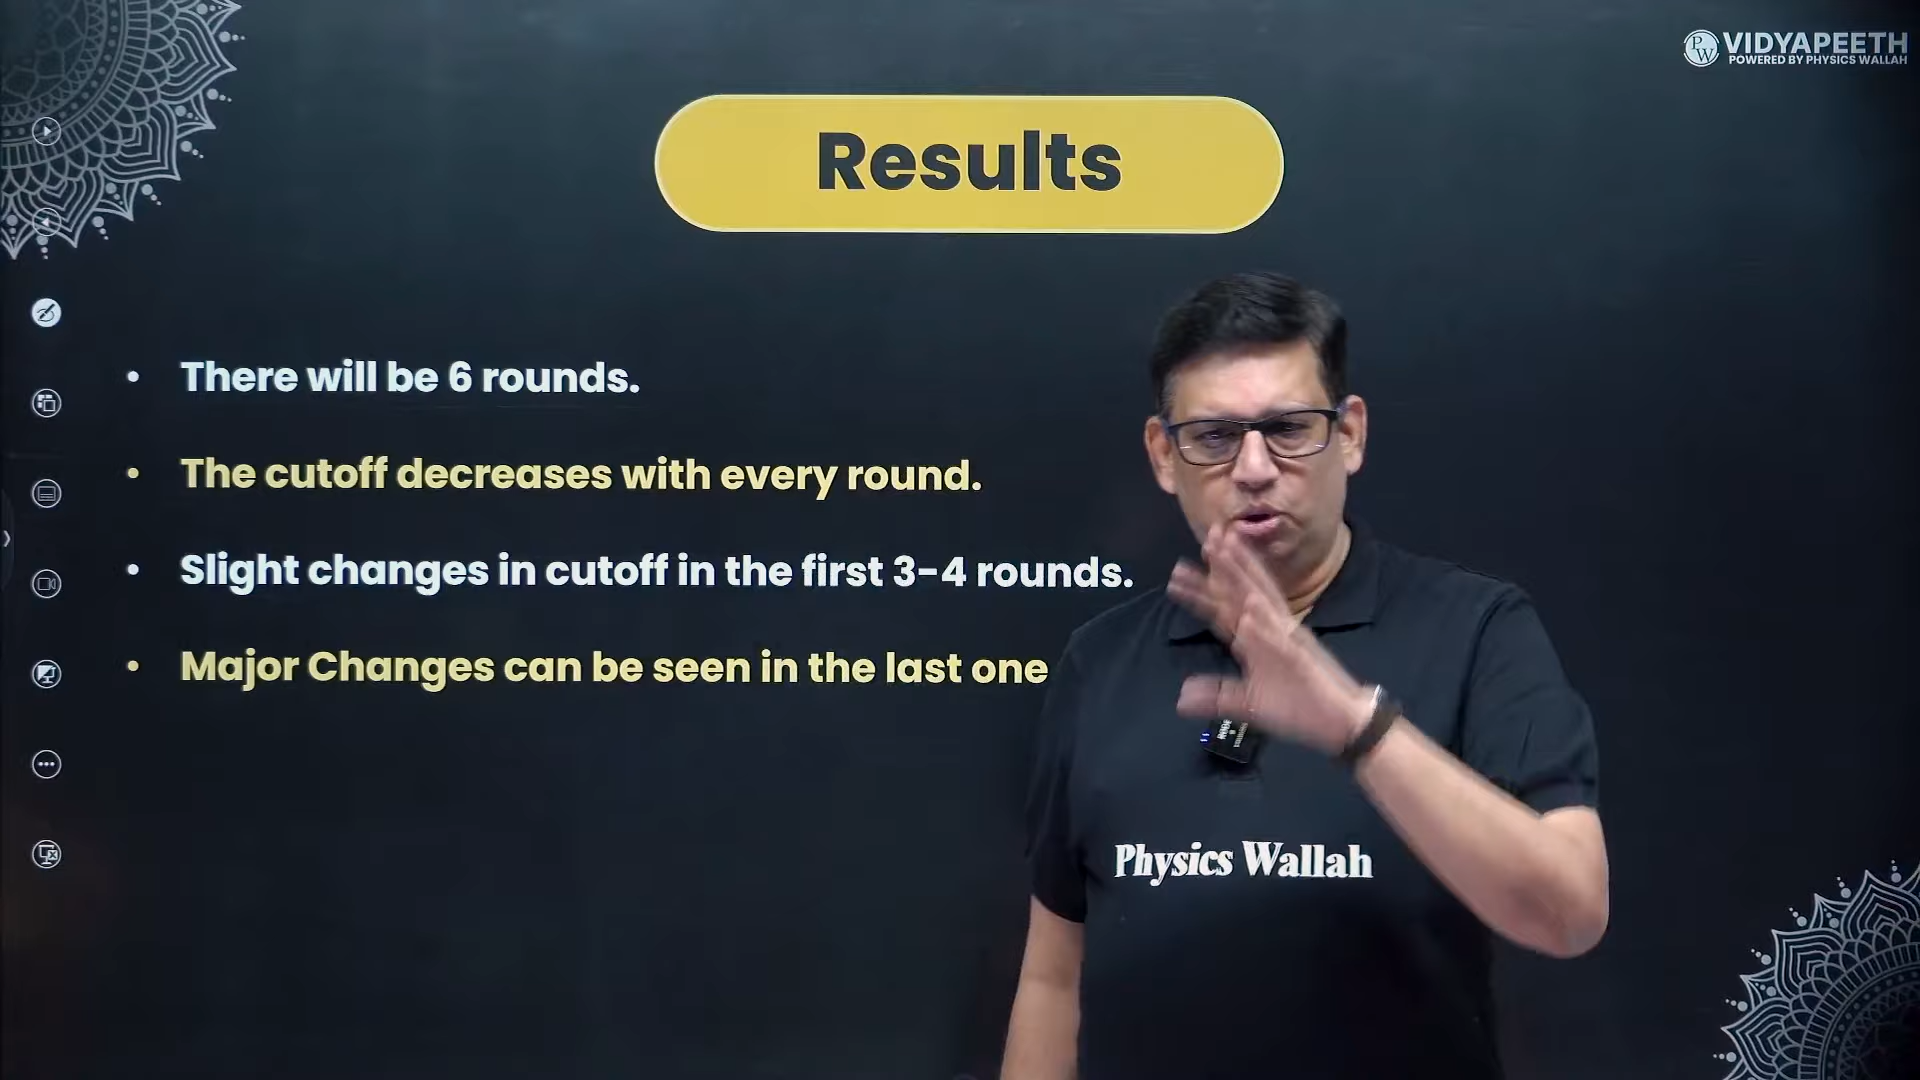 PW VIDYAPEETH
POWERED BY PHYSICS WALLAH
Results
• There will be 6 rounds.
• The cutoff decreases with every round.
• Slight changes in cutoff in the first 3-4 rounds.
• Major Changes can be seen in the last one
Physics Wallah